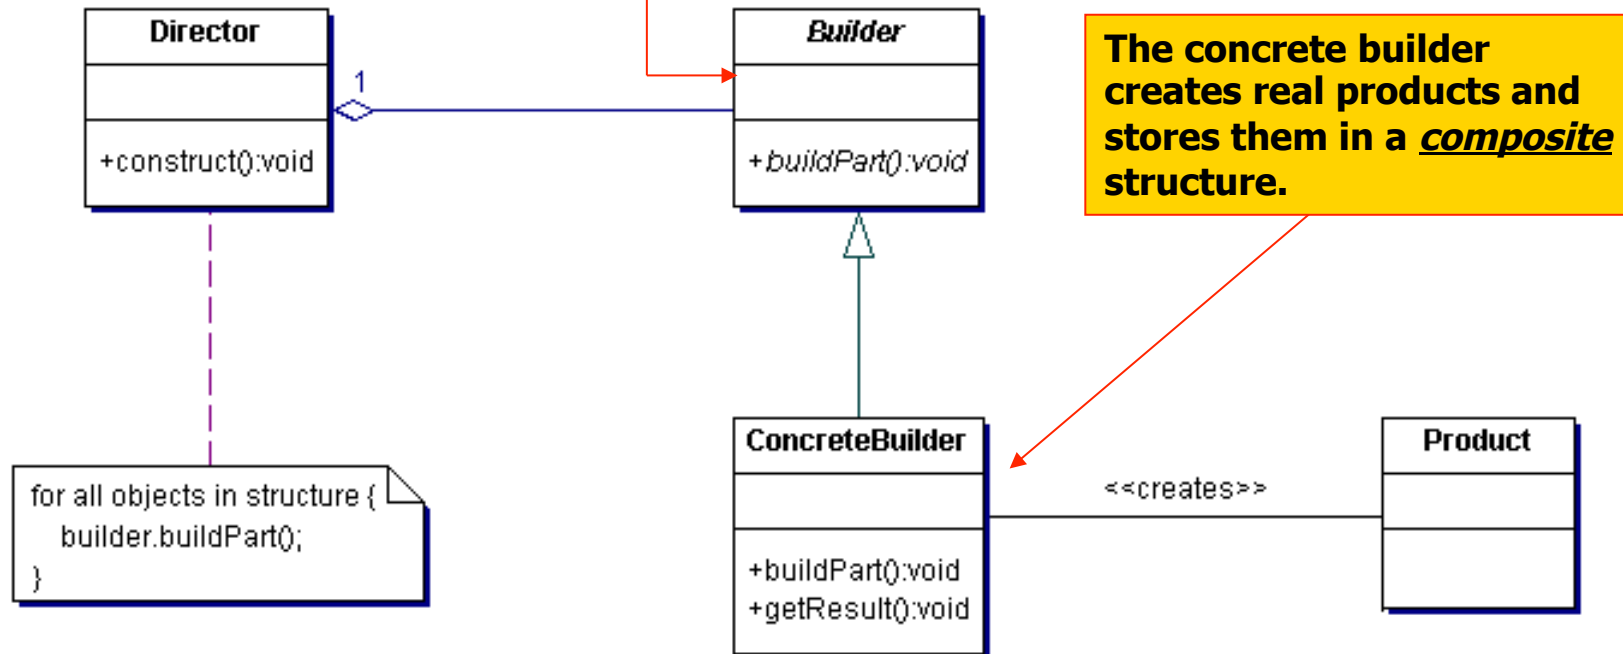 Director
1
+construct():void
Builder
+buildPart():void
The concrete builder
creates real products and
stores them in a composite
structure.
for all objects in structure {
builder.buildPart();
}
ConcreteBuilder
+buildPart():void
+getResult():void
<<creates>>
Product